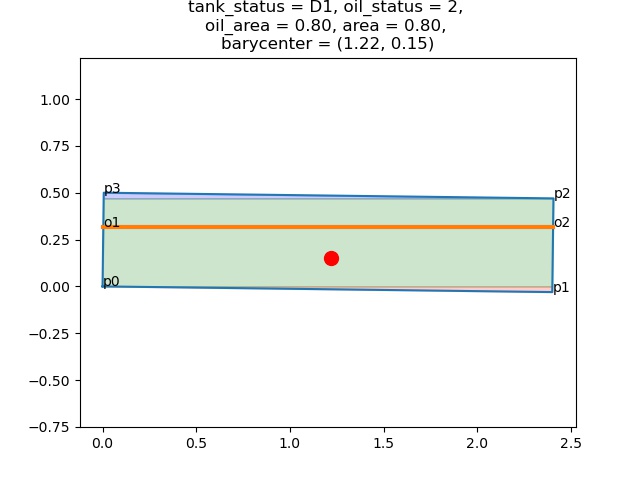 tank_status = D1, oil_status = 2,
oil_area = 0.80, area = 0.80,
barycenter = (1.22, 0.15)
1.00
0.75
0.50
0.25
0.00
−0.25
−0.50
−0.75
p3
p2
o1
o2
p0
p1
0.0
0.5
1.0
1.5
2.0
2.5